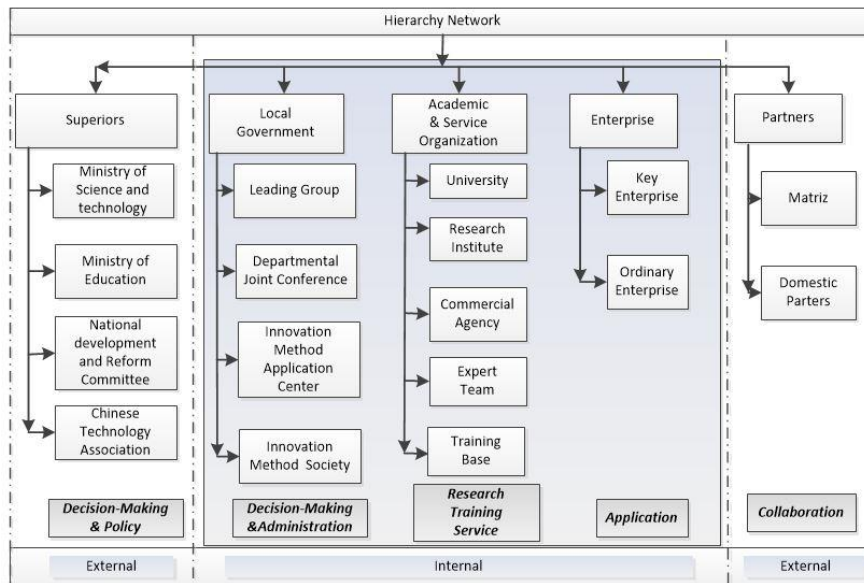 Hierarchy Network
Superiors
Ministry of
Science and
technology
Ministry of
Education
National
development
and Reform
Committee
Chinese
Technology
Association
Decision-Making
& Policy
Local
Government
Leading Group
Departmental
Joint Conference
Innovation
Method
Application
Center
Innovation
Method Society
Decision-Making
&Administration
Academic
& Service
Organization
University
Research
Institute
Commercial
Agency
Expert
Team
Training
Base
Research
Training
Service
Enterprise
Key
Enterprise
Ordinary
Enterprise
Application
Partners
Matriz
Domestic
Parters
Collaboration
External
Internal
External